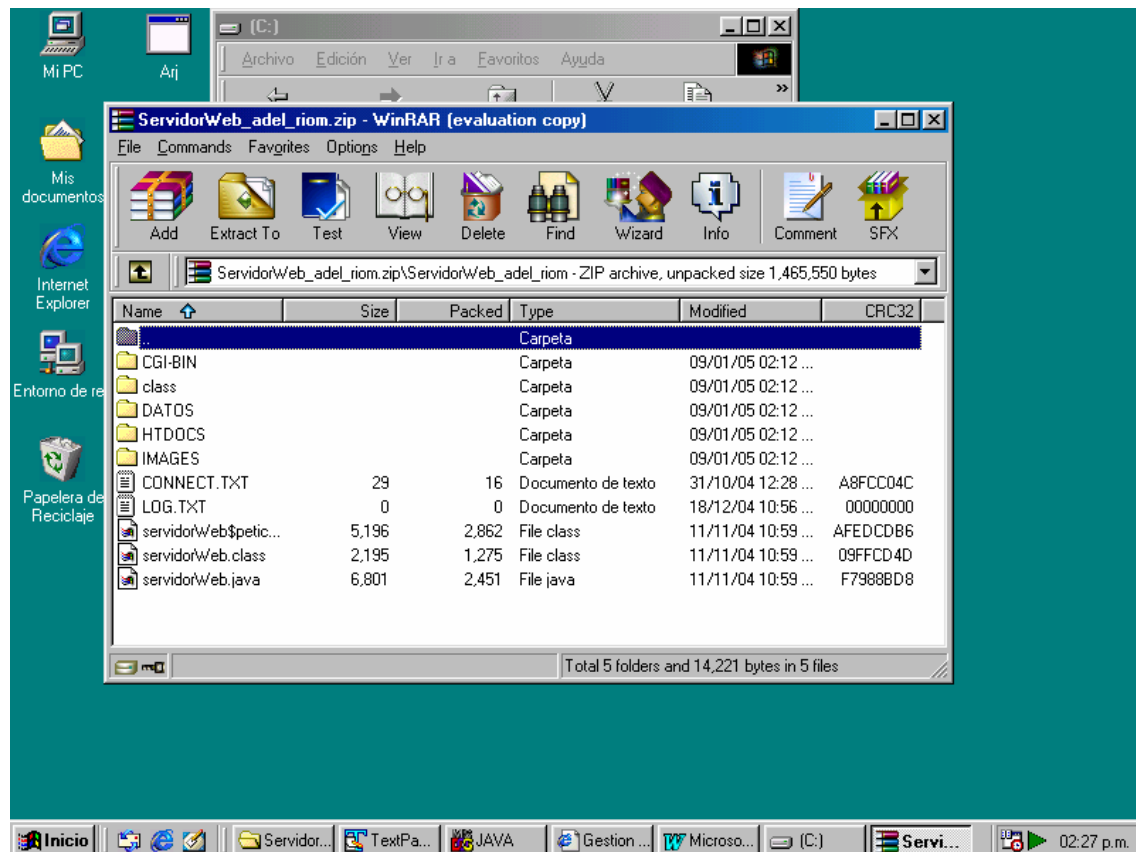 Mi PC
Arj
Mis documentos
Internet Explorer
Entorno de re
Papelera de Reciclaje
(C:)
Archivo Edición Ver Ir a Favoritos Ayuda
»
ServidorWeb_adel_riom.zip - WinRAR (evaluation copy)
File Commands Favorites Options Help
Add Extract To Test View Delete Find Wizard Info Comment SFX
ServidorWeb_adel_riom.zip\ServidorWeb_adel_riom - ZIP archive, unpacked size 1,465,550 bytes
Name Size Packed Type Modified CRC32
.. Carpeta
CGI-BIN Carpeta 09/01/05 02:12 ...
class Carpeta 09/01/05 02:12 ...
DATOS Carpeta 09/01/05 02:12 ...
HTDOCS Carpeta 09/01/05 02:12 ...
IMAGES Carpeta 09/01/05 02:12 ...
CONNECT.TXT 29 16 Documento de texto 31/10/04 12:28 ... A8FCC04C
LOG.TXT 0 0 Documento de texto 18/12/04 10:56 ... 00000000
servidorWeb$petic... 5,196 2,862 File class 11/11/04 10:59 ... AFEDCDB6
servidorWeb.class 2,195 1,275 File class 11/11/04 10:59 ... 09FFCD4D
servidorWeb.java 6,801 2,451 File java 11/11/04 10:59 ... F7988BD8
Total 5 folders and 14,221 bytes in 5 files
Inicio Servidor... TextPa... JAVA Gestion ... Microso... (C:) Servi... 02:27 p.m.